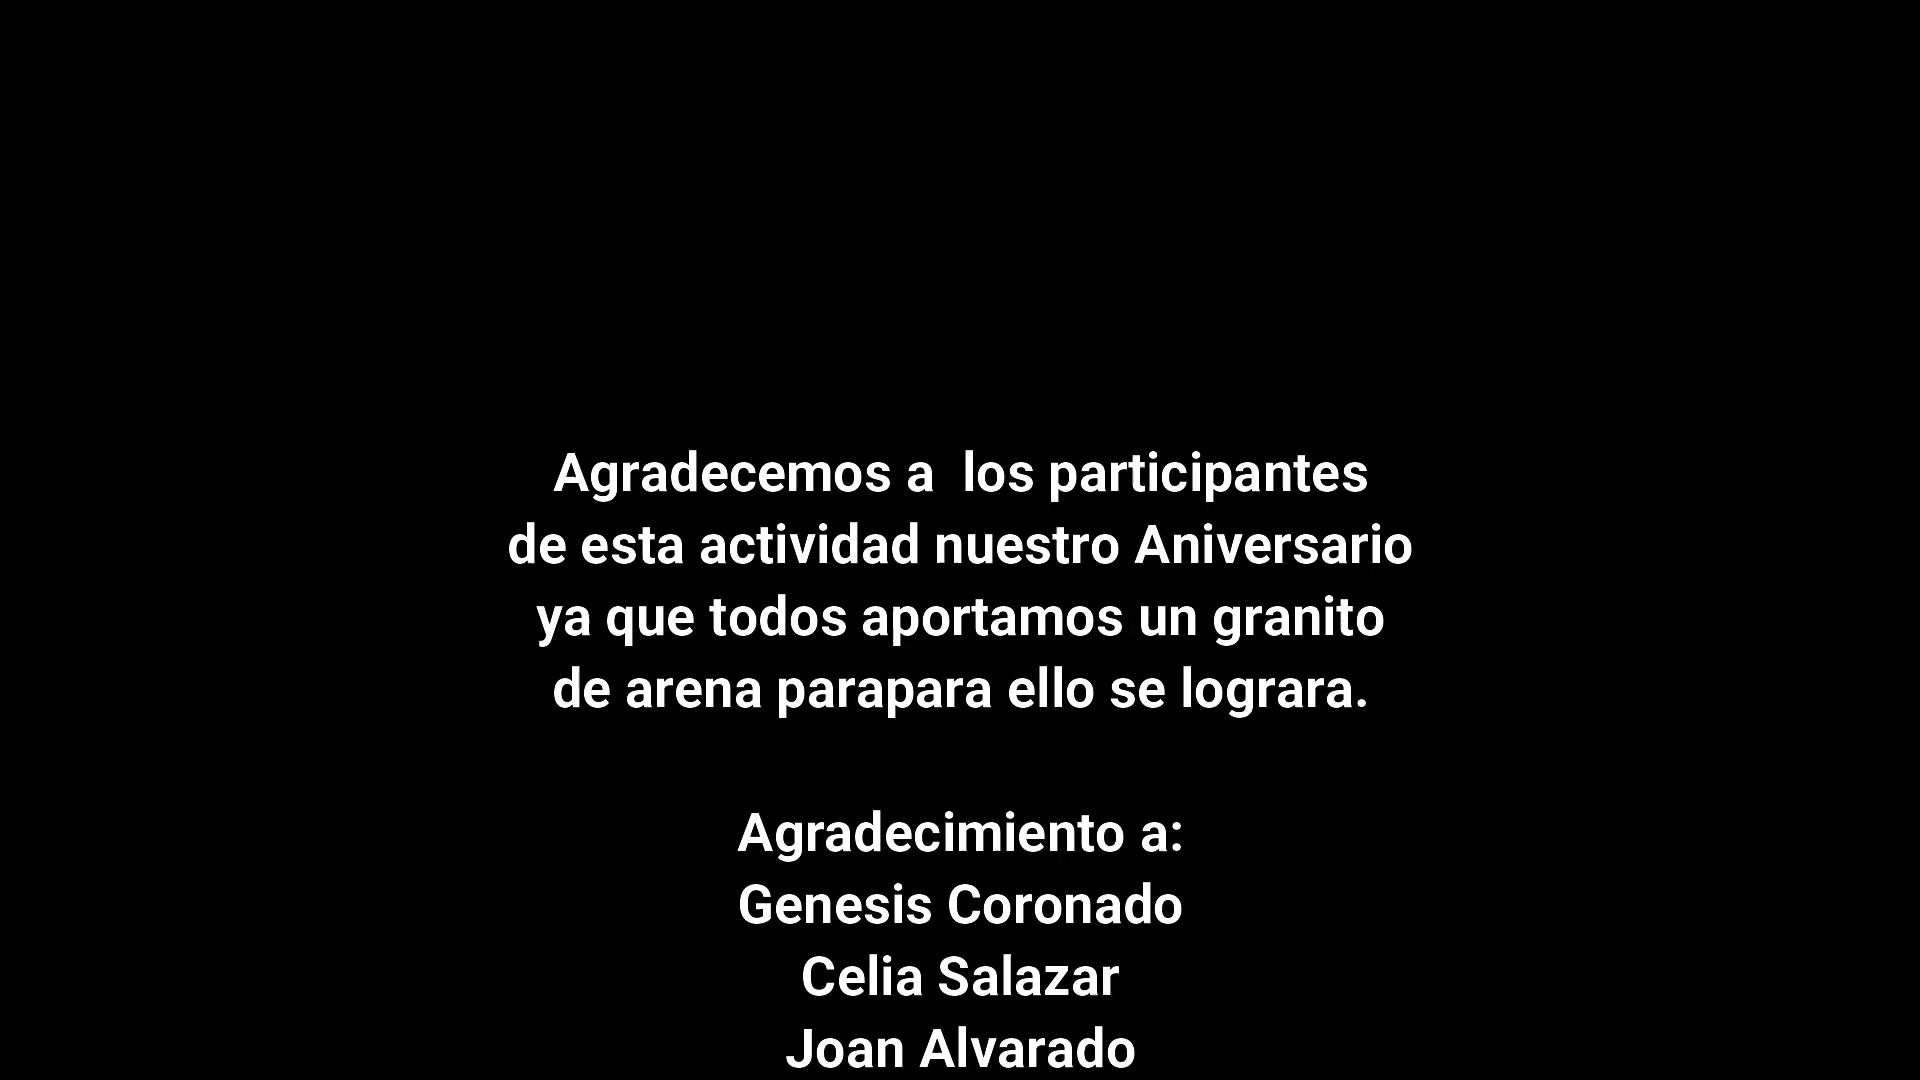 Agradecemos a  los participantes
de esta actividad nuestro Aniversario
ya que todos aportamos un granito
de arena parapara ello se lograra.
Agradecimiento a:
Genesis Coronado
Celia Salazar
Joan Alvarado